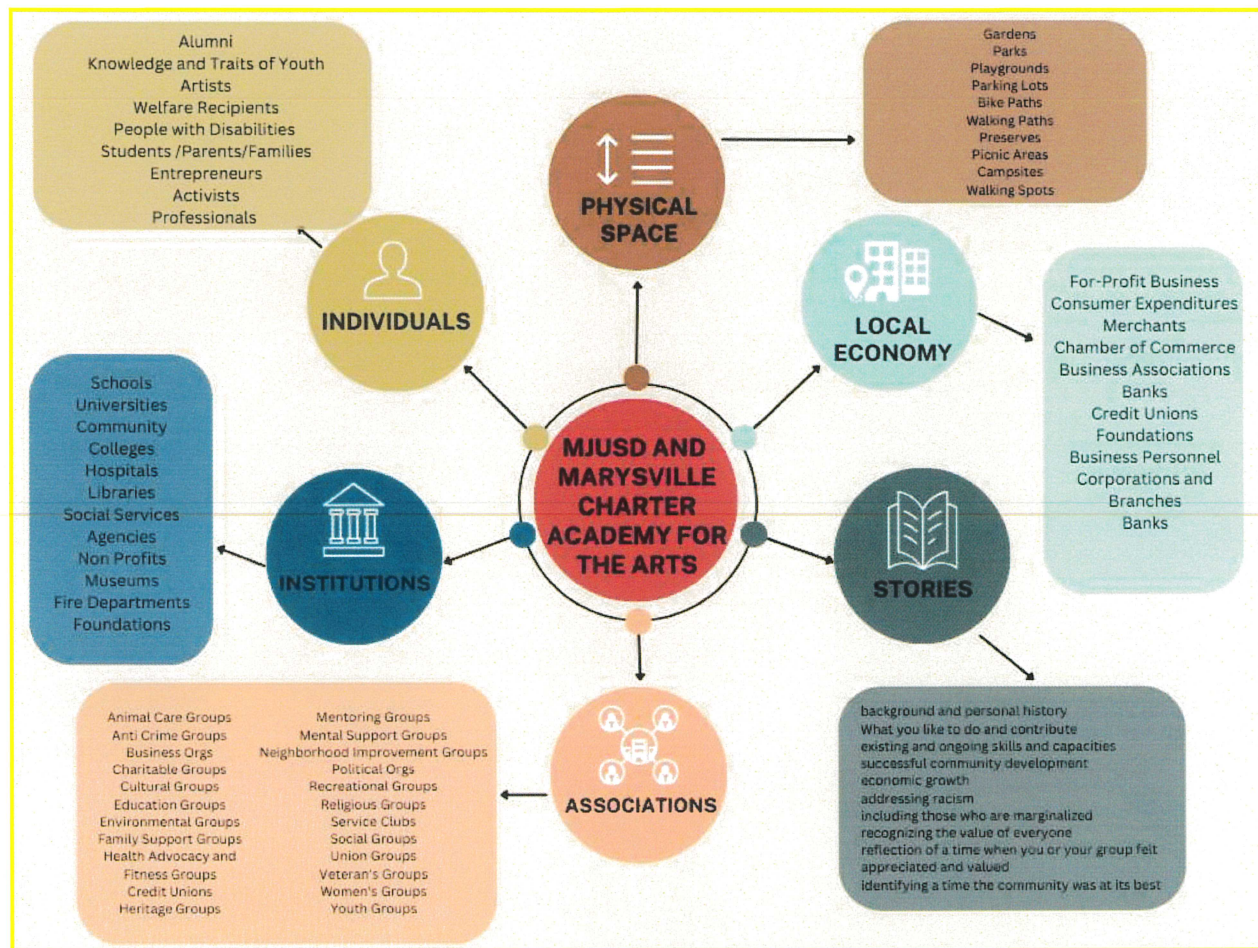 Alumni
Knowledge and Traits of Youth
Artists
Welfare Recipients
People with Disabilities
Students /Parents/Families
Entrepreneurs
Activists
Professionals
INDIVIDUALS
PHYSICAL
SPACE
Gardens
Parks
Playgrounds
Parking Lots
Bike Paths
Walking Paths
Preserves
Picnic Areas
Campsites
Walking Spots
LOCAL
ECONOMY
For-Profit Business
Consumer Expenditures
Merchants
Chamber of Commerce
Business Associations
Banks
Credit Unions
Foundations
Business Personnel
Corporations and
Branches
Banks
MJUSD AND
MARYSVILLE
CHARTER
ACADEMY FOR
THE ARTS
Schools
Universities
Community
Colleges
Hospitals
Libraries
Social Services
Agencies
Non Profits
Museums
Fire Departments
Foundations
INSTITUTIONS
STORIES
background and personal history
What you like to do and contribute
existing and ongoing skills and capacities
successful community development
economic growth
addressing racism
including those who are marginalized
recognizing the value of everyone
reflection of a time when you or your group felt
appreciated and valued
identifying a time the community was at its best
ASSOCIATIONS
Animal Care Groups
Anti Crime Groups
Business Orgs
Charitable Groups
Cultural Groups
Education Groups
Environmental Groups
Family Support Groups
Health Advocacy and
Fitness Groups
Credit Unions
Heritage Groups
Mentoring Groups
Mental Support Groups
Neighborhood Improvement Groups
Political Orgs
Recreational Groups
Religious Groups
Service Clubs
Social Groups
Union Groups
Veteran's Groups
Women's Groups
Youth Groups